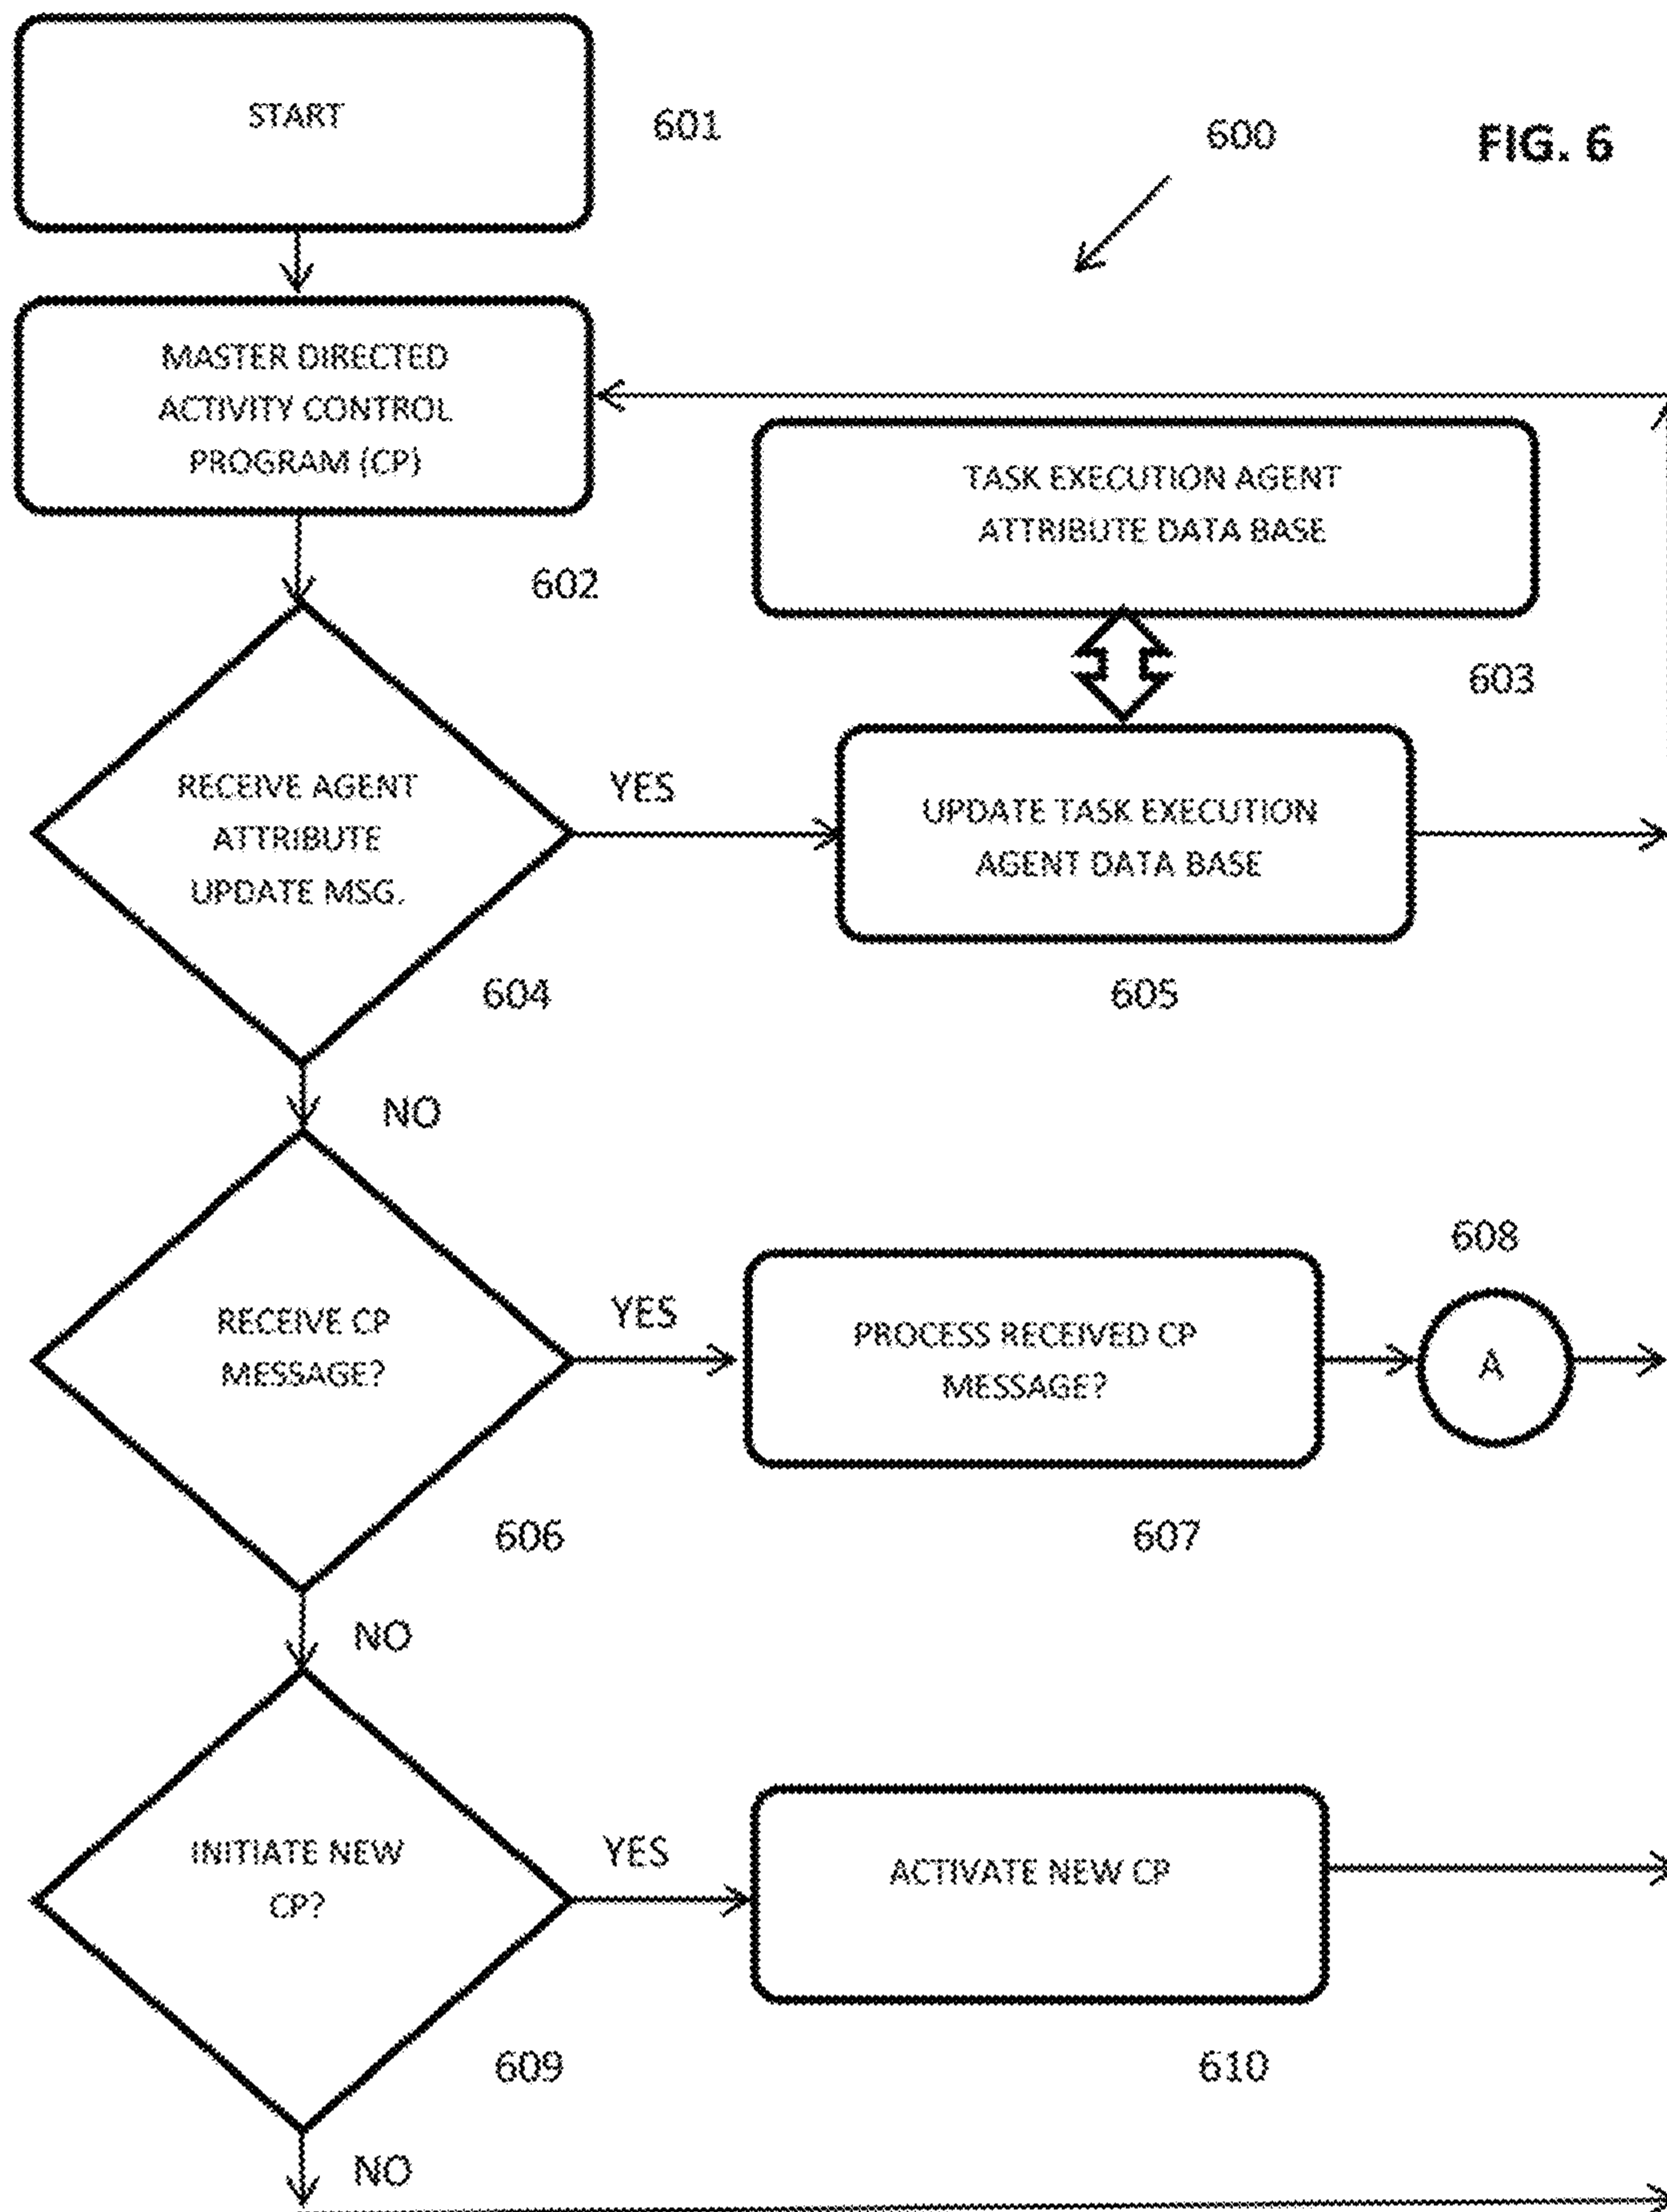 START
601
600
FIG. 6
MASTER DIRECTED
ACTIVITY CONTROL
PROGRAM (CP)
602
TASK EXECUTION AGENT
ATTRIBUTE DATA BASE
603
RECEIVE AGENT
ATTRIBUTE
UPDATE MSG.
604
YES
UPDATE TASK EXECUTION
AGENT DATA BASE
605
NO
RECEIVE CP
MESSAGE?
606
YES
PROCESS RECEIVED CP
MESSAGE?
607
608
A
NO
INITIATE NEW
CP?
609
YES
ACTIVATE NEW CP
610
NO